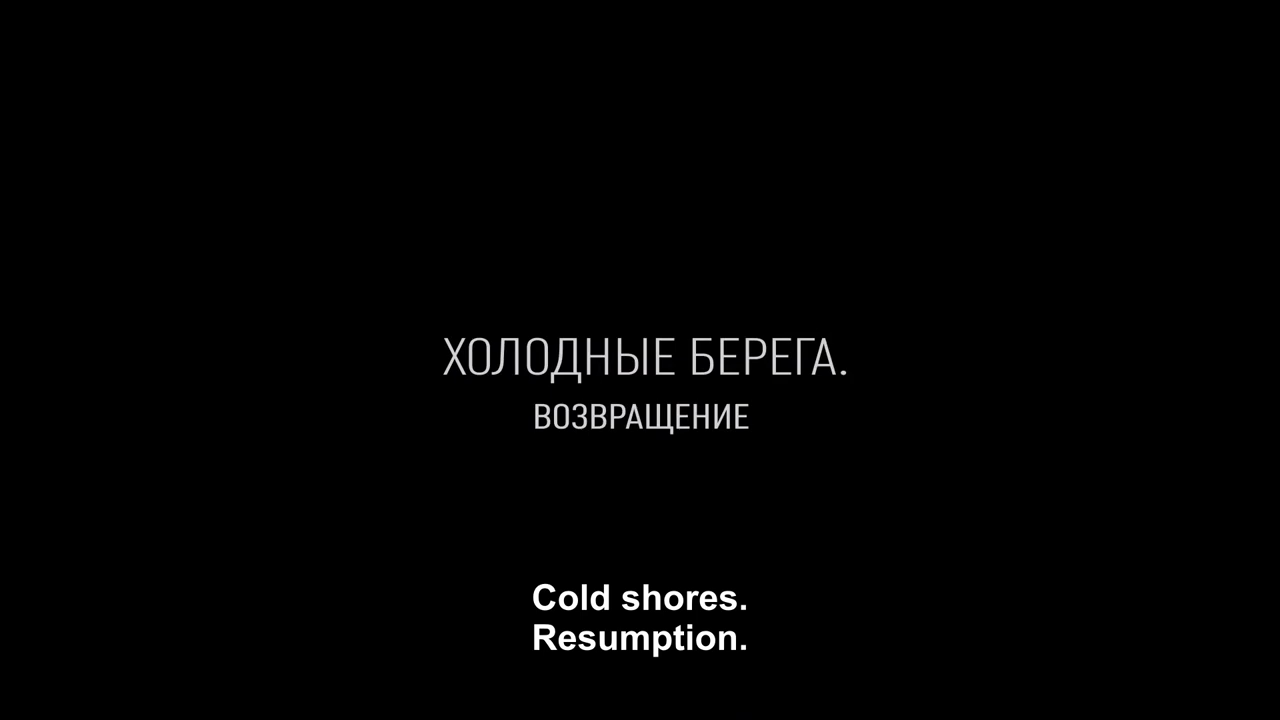 ХОЛОДНЫЕ БЕРЕГА.
ВОЗВРАЩЕНИЕ
Cold shores.
Resumption.